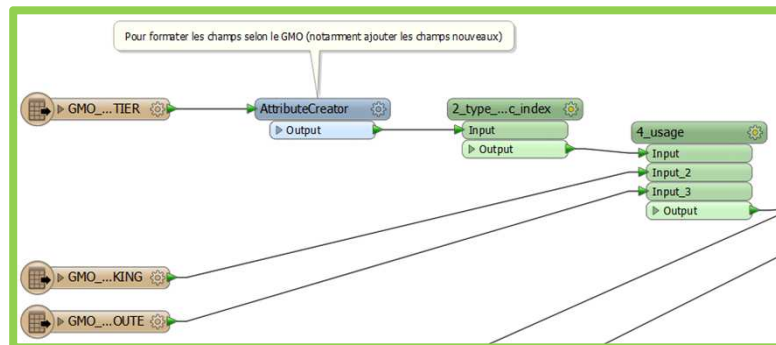 Pour formater les champs selon le GMO (notamment ajouter les champs nouveaux)
GMO_...TIER
AttributeCreator
Output
2_type_...c_index
Input
Output
4_usage
Input
Input_2
Input_3
Output
GMO_...KING
GMO_...OUTE